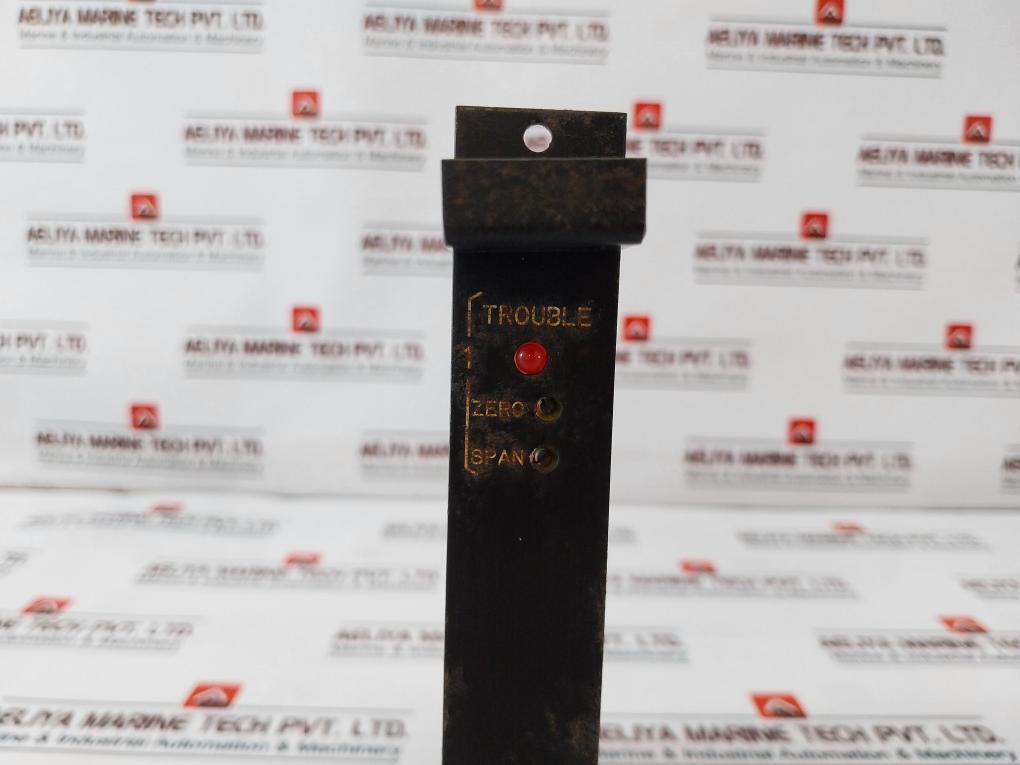 AELIYA MARINE TECH PVT. LTD.
Marine & Industrial Automation & Machinery
TROUBLE
1
ZERO
SPAN